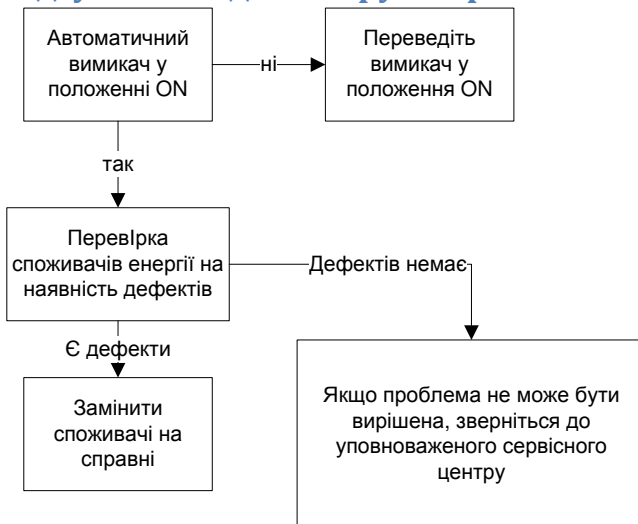 Автоматичний
вимикач у
положенні ON
ні
Переведіть
вимикач у
положення ON
так
ПеревІрка
споживачів енергії на
наявність дефектів
Дефектів немає
Є дефекти
Замінити
споживачі на
справні
Якщо проблема не може бути
вирішена, зверніться до
уповноваженого сервісного
центру